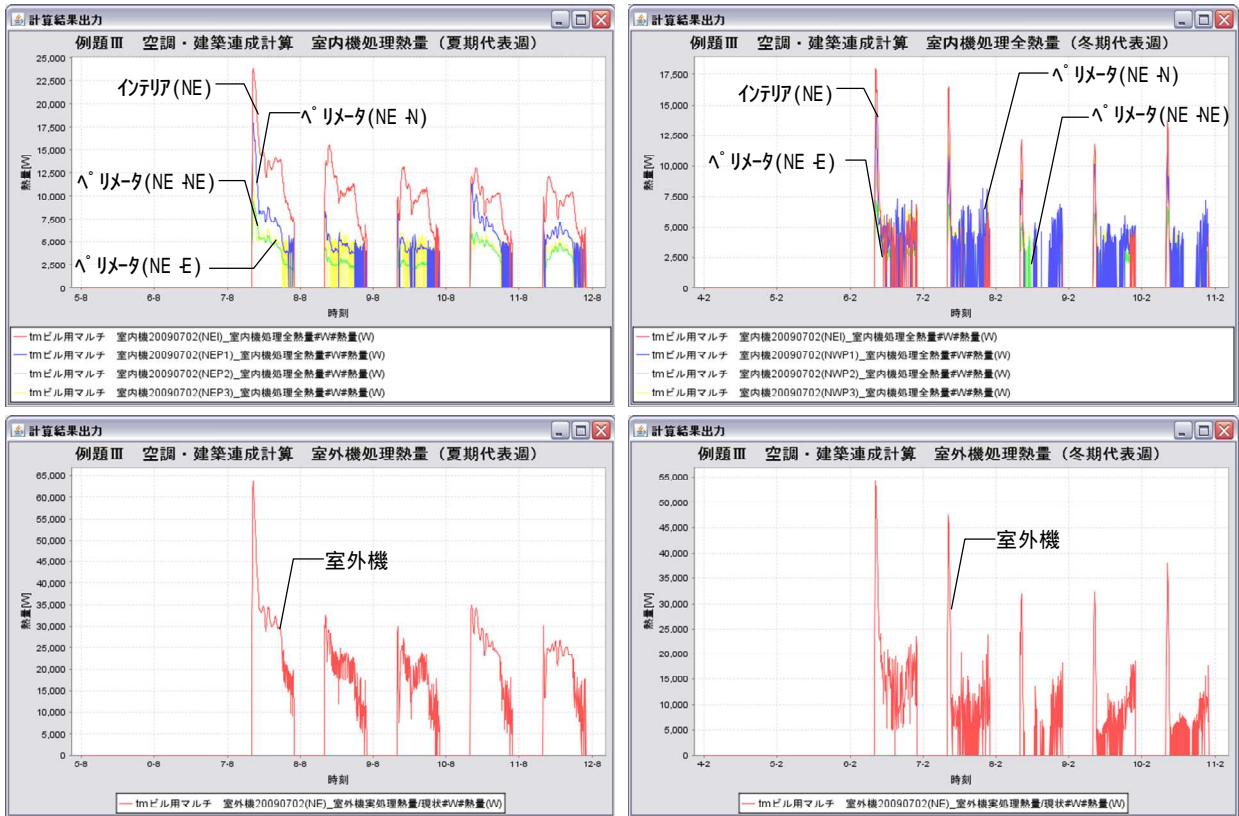 計算結果出力
例題Ⅲ 空調・建築連成計算 室内機処理熱量(夏期代表週)
25,000
22,500
20,000
17,500
15,000
12,500
10,000
7,500
5,000
2,500
0
熱量[W]
インテリア(NE)
ペリメータ(NE-N)
ペリメータ(NE-NE)
ペリメータ(NE-E)
5-8 6-8 7-8 8-8 9-8 10-8 11-8 12-8
時刻
tmビル用マルチ 室内機20090702(NEI)_室内機処理全熱量#W#熱量(W)
tmビル用マルチ 室内機20090702(NEP1)_室内機処理全熱量#W#熱量(W)
tmビル用マルチ 室内機20090702(NEP2)_室内機処理全熱量#W#熱量(W)
tmビル用マルチ 室内機20090702(NEP3)_室内機処理全熱量#W#熱量(W)
計算結果出力
例題Ⅲ 空調・建築連成計算 室内機処理全熱量(冬期代表週)
17,500
15,000
12,500
10,000
7,500
5,000
2,500
0
熱量[W]
インテリア(NE)
ペリメータ(NE-N)
ペリメータ(NE-NE)
ペリメータ(NE-E)
4-2 5-2 6-2 7-2 8-2 9-2 10-2 11-2
時刻
tmビル用マルチ 室内機20090702(NEI)_室内機処理全熱量#W#熱量(W)
tmビル用マルチ 室内機20090702(NWP1)_室内機処理全熱量#W#熱量(W)
tmビル用マルチ 室内機20090702(NWP2)_室内機処理全熱量#W#熱量(W)
tmビル用マルチ 室内機20090702(NWP3)_室内機処理全熱量#W#熱量(W)
計算結果出力
例題Ⅲ 空調・建築連成計算 室外機処理熱量(夏期代表週)
65,000
60,000
55,000
50,000
45,000
40,000
35,000
30,000
25,000
20,000
15,000
10,000
5,000
0
熱量[W]
室外機
5-8 6-8 7-8 8-8 9-8 10-8 11-8 12-8
時刻
tmビル用マルチ 室外機20090702(NE)_室外機実処理熱量/現状#W#熱量(W)
計算結果出力
例題Ⅲ 空調・建築連成計算 室外機処理熱量(冬期代表週)
55,000
50,000
45,000
40,000
35,000
30,000
25,000
20,000
15,000
10,000
5,000
0
熱量[W]
室外機
4-2 5-2 6-2 7-2 8-2 9-2 10-2 11-2
時刻
tmビル用マルチ 室外機20090702(NE)_室外機実処理熱量/現状#W#熱量(W)